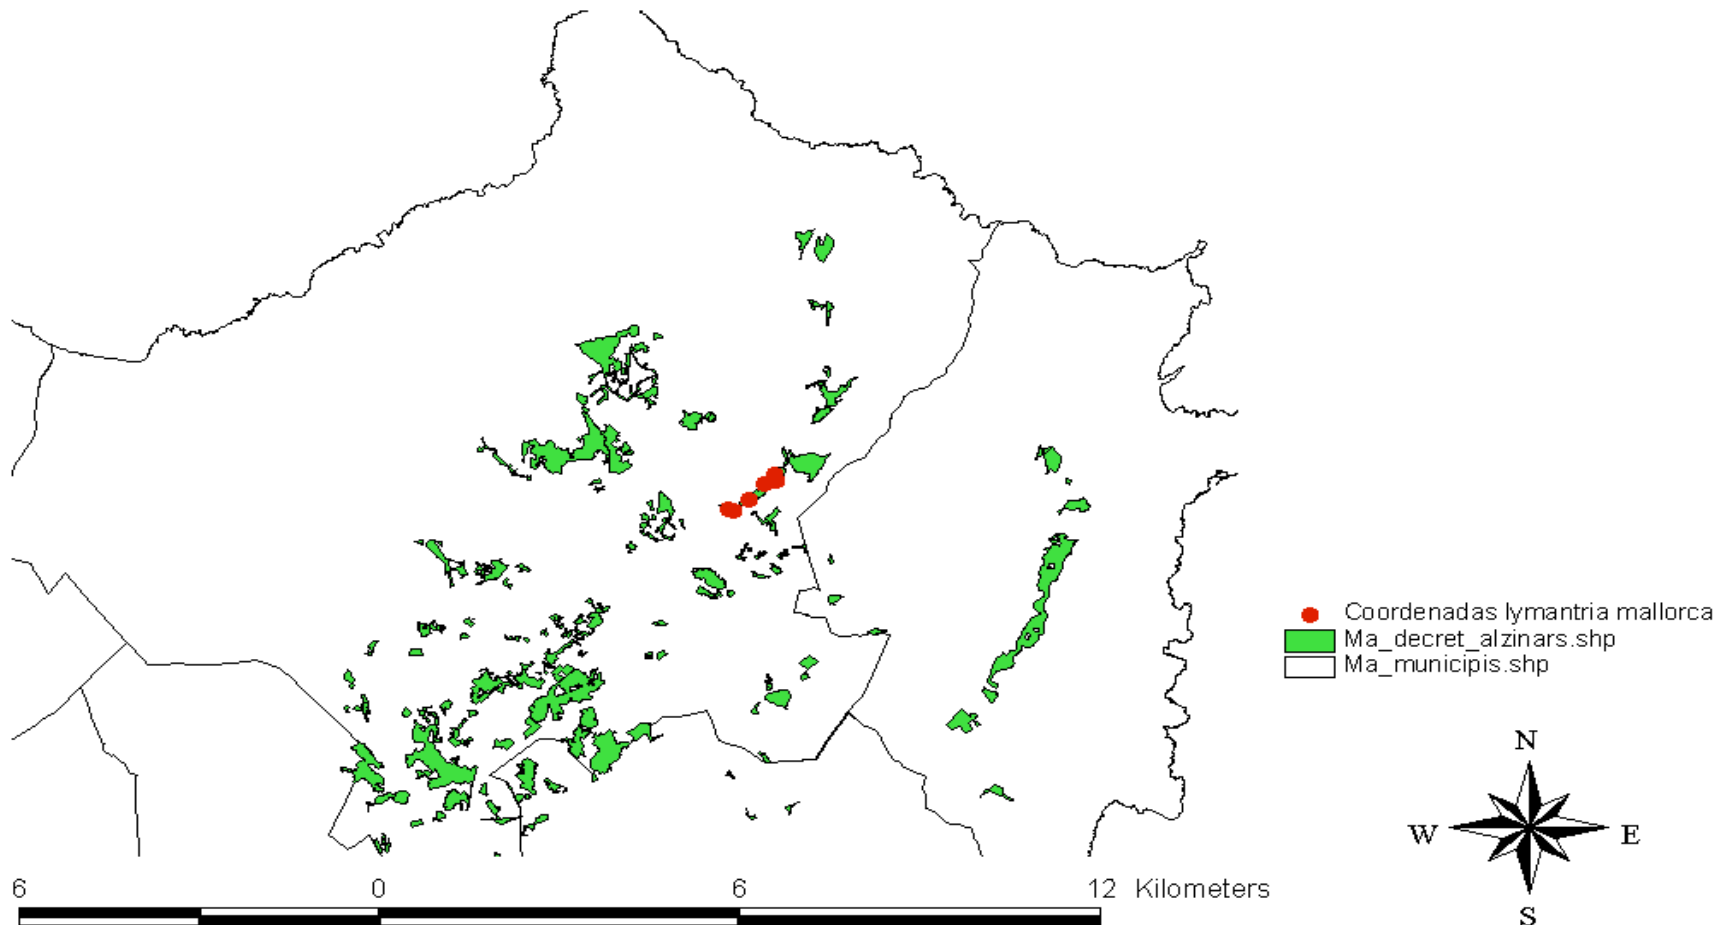 Coordenadas lymantria mallorca
Ma_decret_alzinars.shp
Ma_municipis.shp
N
W E
S
6 0 6 12 Kilometers